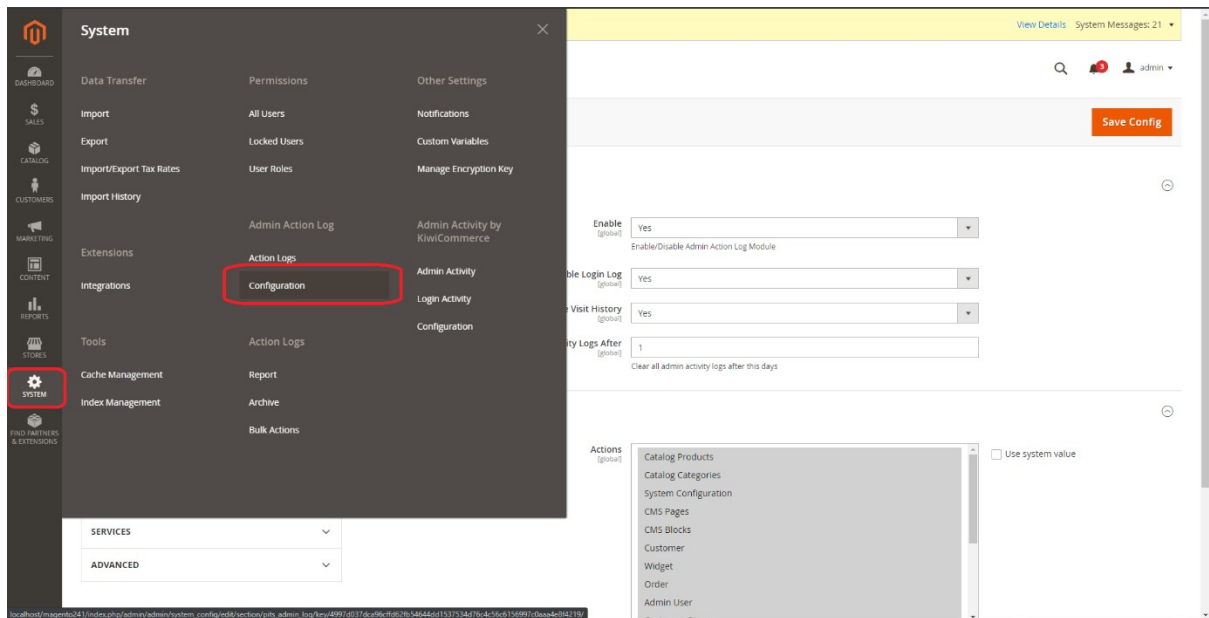 System
View Details System Messages: 21
DASHBOARD
SALES
CATALOG
CUSTOMERS
MARKETING
CONTENT
REPORTS
STORES
SYSTEM
FIND PARTNERS
& EXTENSIONS
Data Transfer
Import
Export
Import/Export Tax Rates
Import History
Extensions
Integrations
Tools
Cache Management
Index Management
Permissions
All Users
Locked Users
User Roles
Admin Action Log
Action Logs
Configuration
Action Logs
Report
Archive
Bulk Actions
Other Settings
Notifications
Custom Variables
Manage Encryption Key
Admin Activity by
KiwiCommerce
Admin Activity
Login Activity
Configuration
3 admin
Save Config
Enable Yes
[global]
Enable/Disable Admin Action Log Module
ble Login Log Yes
[global]
e Visit History Yes
[global]
ity Logs After 1
[global]
Clear all admin activity logs after this days
Actions
[global]
Catalog Products
Catalog Categories
System Configuration
CMS Pages
CMS Blocks
Customer
Widget
Order
Admin User
Use system value
SERVICES
ADVANCED